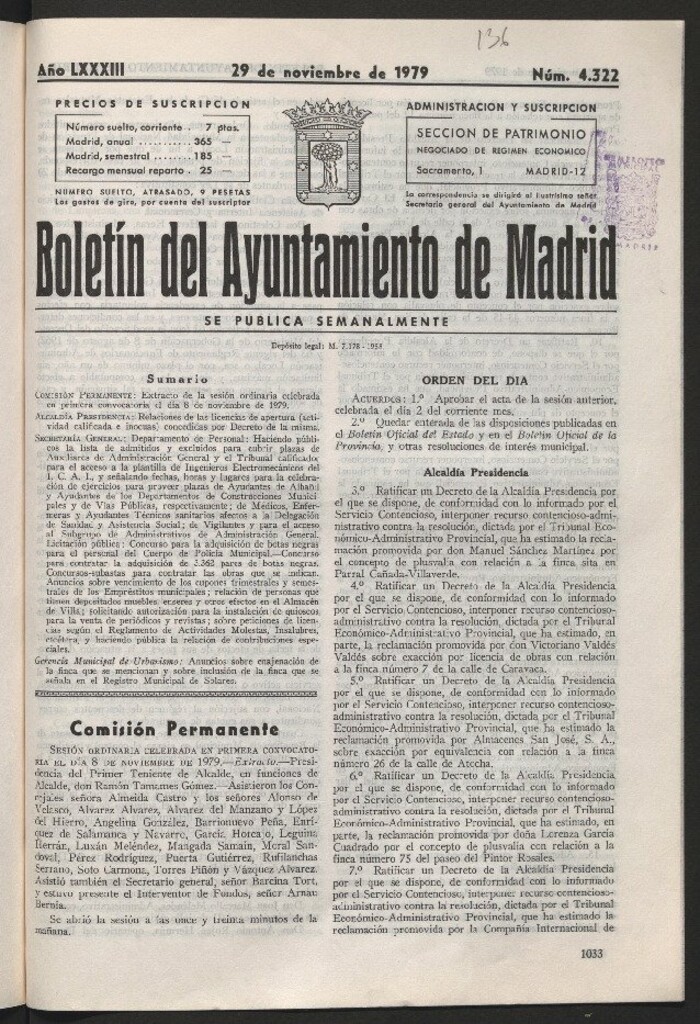 136
Año LXXXIII
29 de noviembre de 1979
Núm. 4.322
PRECIOS DE SUSCRIPCION
Número suelto, corriente . 7 ptas.
Madrid, anual ......... 365 —
Madrid, semestral ......... 185 —
Recargo mensual reparto . 25 —
NUMERO SUELTO, ATRASADO, 9 PESETAS
Los gastos de giro, por cuenta del suscriptor
ADMINISTRACION Y SUSCRIPCION
SECCION DE PATRIMONIO
NEGOCIADO DE REGIMEN ECONOMICO
Sacramento, 1 MADRID-12
La correspondencia se dirigirá al ilustrísimo señor
Secretario general del Ayuntamiento de Madrid
MADRID
Boletín del Ayuntamiento de Madrid
SE PUBLICA SEMANALMENTE
Depósito legal: M. 7.178 - 1958
Sumario
COMISIÓN PERMANENTE: Extracto de la sesión ordinaria celebrada
en primera convocatoria el día 8 de noviembre de 1979.
ALCALDÍA PRESIDENCIA: Relaciones de las licencias de apertura (acti-
vidad calificada e inocuas) concedidas por Decreto de la misma.
SECRETARÍA GENERAL: Departamento de Personal: Haciendo públi-
cos la lista de admitidos y excluidos para cubrir plazas de
Auxiliares de Administración General y el Tribunal calificador
para el acceso a la plantilla de Ingenieros Electromecánicos del
I. C. A. I., y señalando fechas, horas y lugares para la celebra-
ción de ejercicios para proveer plazas de Ayudantes de Albañil
y Ayudantes de los Departamentos de Construcciones Munici-
pales y de Vías Públicas, respectivamente; de Médicos, Enfer-
meras y Ayudantes Técnicos sanitarios afectos a la Delegación
de Sanidad y Asistencia Social; de Vigilantes y para el acceso
al Subgrupo de Administrativos de Administración General.
Licitación pública: Concurso para la adquisición de botas negras
para el personal del Cuerpo de Policía Municipal.—Concurso
para contratar la adquisición de 5.362 pares de botas negras.
Concursos-subastas para contratar las obras que se indican.
Anuncios sobre vencimiento de los cupones trimestrales y semes-
trales de los Empréstitos municipales; relación de personas que
tienen depositados muebles, enseres y otros efectos en el Almacén
de Villa; solicitando autorización para la instalación de quioscos
para la venta de periódicos y revistas; sobre peticiones de licen-
cias según el Reglamento de Actividades Molestas, Insalubres,
etcétera, y haciendo pública la relación de contribuciones espe-
ciales.
Gerencia Municipal de Urbanismo: Anuncios sobre enajenación de
la finca que se mencionan y sobre inclusión de la finca que se
señala en el Registro Municipal de Solares.
Comisión Permanente
SESIÓN ORDINARIA CELEBRADA EN PRIMERA CONVOCATO-
RIA EL DÍA 8 DE NOVIEMBRE DE 1979.—Extracto.—Presi-
dencia del Primer Teniente de Alcalde, en funciones de
Alcalde, don Ramón Tamames Gómez.—Asistieron los Con-
cejales señora Almeida Castro y los señores Alonso de
Velasco, Alvarez Alvarez, Alvarez del Manzano y López
del Hierro, Angelina González, Barrionuevo Peña, Enrí-
quez de Salamanca y Navarro, García Horcajo, Leguina
Herrán, Luxán Meléndez, Mangada Samain, Moral San-
doval, Pérez Rodríguez, Puerta Gutiérrez, Rufilanchas
Serrano, Soto Carmona, Torres Piñón y Vázquez Alvarez.
Asistió también el Secretario general, señor Barcina Tort,
y estuvo presente el Interventor de Fondos, señor Arnau
Bernia.
Se abrió la sesión a las once y treinta minutos de la
mañana.
ORDEN DEL DIA
ACUERDOS: 1.º Aprobar el acta de la sesión anterior,
celebrada el día 2 del corriente mes.
2.º Quedar enterada de las disposiciones publicadas en
el Boletín Oficial del Estado y en el Boletín Oficial de la
Provincia, y otras resoluciones de interés municipal.
Alcaldía Presidencia
3.º Ratificar un Decreto de la Alcaldía Presidencia por
el que se dispone, de conformidad con lo informado por el
Servicio Contencioso, interponer recurso contencioso-admi-
nistrativo contra la resolución, dictada por el Tribunal Eco-
nómico-Administrativo Provincial, que ha estimado la recla-
mación promovida por don Manuel Sánchez Martínez por
el concepto de plusvalía con relación a la finca sita en
Parral Cañada-Villaverde.
4.º Ratificar un Decreto de la Alcaldía Presidencia
por el que se dispone, de conformidad con lo informado
por el Servicio Contencioso, interponer recurso contencioso-
administrativo contra la resolución, dictada por el Tribunal
Económico-Administrativo Provincial, que ha estimado, en
parte, la reclamación promovida por don Victoriano Valdés
Valdés sobre exacción por licencia de obras con relación
a la finca número 7 de la calle de Caravaca.
5.º Ratificar un Decreto de la Alcaldía Presidencia
por el que se dispone, de conformidad con lo informado
por el Servicio Contencioso, interponer recurso contencioso-
administrativo contra la resolución, dictada por el Tribunal
Económico-Administrativo Provincial, que ha estimado la
reclamación promovida por Almacenes San José, S. A.,
sobre exacción por equivalencia con relación a la finca
número 26 de la calle de Atocha.
6.º Ratificar un Decreto de la Alcaldía Presidencia
por el que se dispone, de conformidad con lo informado
por el Servicio Contencioso, interponer recurso contencioso-
administrativo contra la resolución, dictada por el Tribunal
Económico-Administrativo Provincial, que ha estimado, en
parte, la reclamación promovida por doña Lorenza García
Cuadrado por el concepto de plusvalía con relación a la
finca número 75 del paseo del Pintor Rosales.
7.º Ratificar un Decreto de la Alcaldía Presidencia
por el que se dispone, de conformidad con lo informado
por el Servicio Contencioso, interponer recurso contencioso-
administrativo contra la resolución, dictada por el Tribunal
Económico-Administrativo Provincial, que ha estimado la
reclamación promovida por la Compañía Internacional de
1033